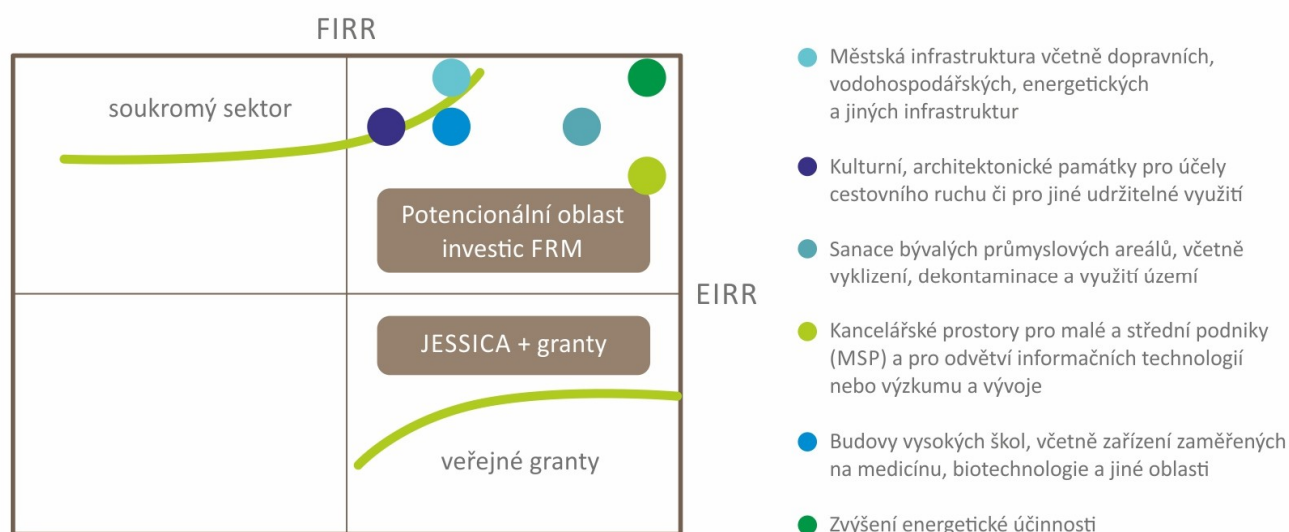 FIRR
soukromý sektor
Potencionální oblast
investic FRM
EIRR
JESSICA + granty
veřejné granty
Městská infrastruktura včetně dopravních,
vodohospodářských, energetických
a jiných infrastruktur
Kulturní, architektonické památky pro účely
cestovního ruchu či pro jiné udržitelné využití
Sanace bývalých průmyslových areálů, včetně
vyklizení, dekontaminace a využití území
Kancelářské prostory pro malé a střední podniky
(MSP) a pro odvětví informačních technologií
nebo výzkumu a vývoje
Budovy vysokých škol, včetně zařízení zaměřených
na medicínu, biotechnologie a jiné oblasti
Zvýšení energetické účinnosti